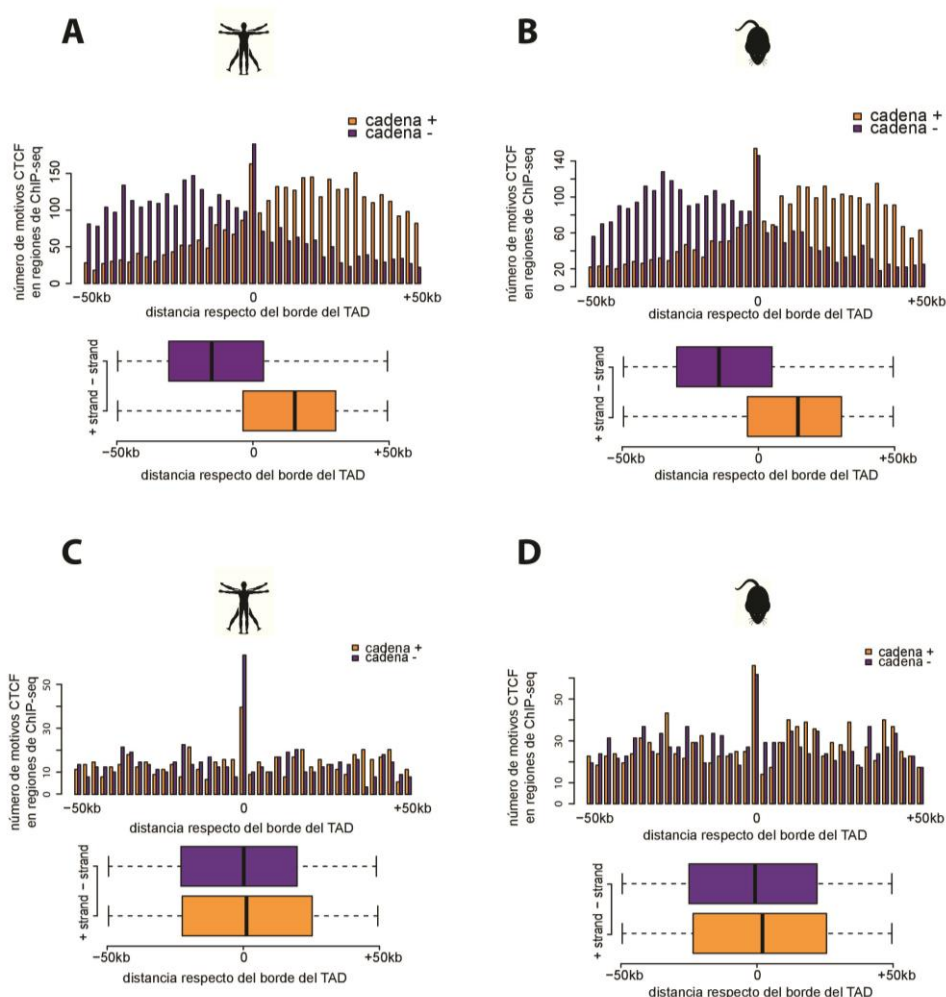 A
cadena +
cadena -
número de motivos CTCF
en regiones de ChIP-seq
0
50
100
150
−50kb
0
+50kb
distancia respecto del borde del TAD
+ strand − strand
−50kb
0
+50kb
distancia respecto del borde del TAD
B
cadena +
cadena -
número de motivos CTCF
en regiones de ChIP-seq
0
20
60
100
140
−50kb
0
+50kb
distancia respecto del borde del TAD
+ strand − strand
−50kb
0
+50kb
distancia respecto del borde del TAD
C
cadena +
cadena -
número de motivos CTCF
en regiones de ChIP-seq
0
10
30
50
−50kb
0
+50kb
distancia respecto del borde del TAD
+ strand − strand
−50kb
0
+50kb
distancia respecto del borde del TAD
D
cadena +
cadena -
número de motivos CTCF
en regiones de ChIP-seq
0
10
30
50
−50kb
0
+50kb
distancia respecto del borde del TAD
+ strand − strand
−50kb
0
+50kb
distancia respecto del borde del TAD